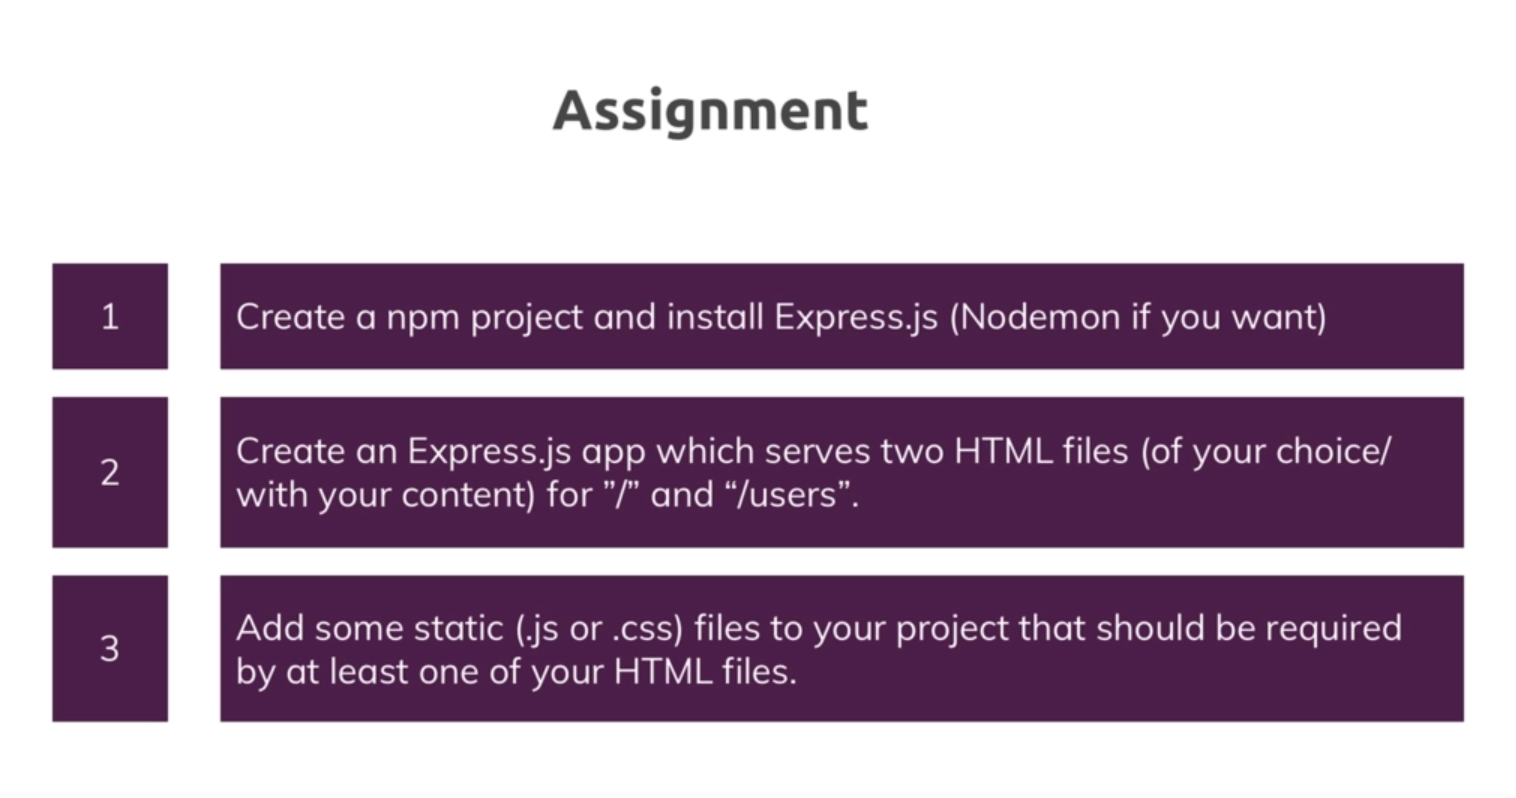 Assignment
1
Create a npm project and install Express.js (Nodemon if you want)
2
Create an Express.js app which serves two HTML files (of your choice/
with your content) for ”/” and “/users”.
3
Add some static (.js or .css) files to your project that should be required
by at least one of your HTML files.